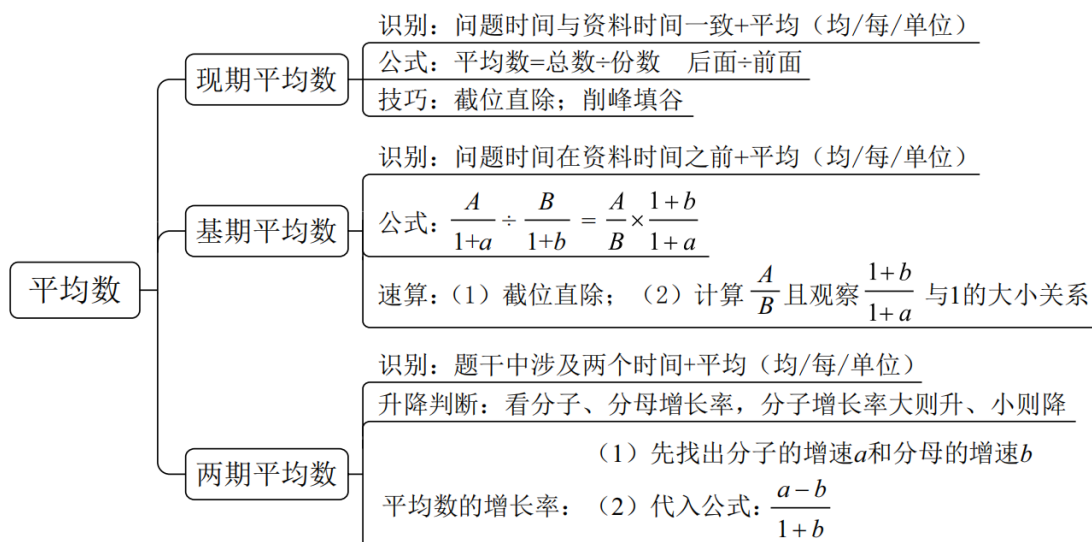 平均数
现期平均数
识别：问题时间与资料时间一致+平均（均/每/单位）
公式：平均数=总数÷份数 后面÷前面
技巧：截位直除；削峰填谷
基期平均数
识别：问题时间在资料时间之前+平均（均/每/单位）
公式：A/(1+a) ÷ B/(1+b) = A/B × (1+b)/(1+a)
速算：（1）截位直除；（2）计算 A/B 且观察 (1+b)/(1+a) 与1的大小关系
两期平均数
识别：题干中涉及两个时间+平均（均/每/单位）
升降判断：看分子、分母增长率，分子增长率大则升、小则降
（1）先找出分子的增速a和分母的增速b
平均数的增长率：（2）代入公式：(a−b)/(1+b)